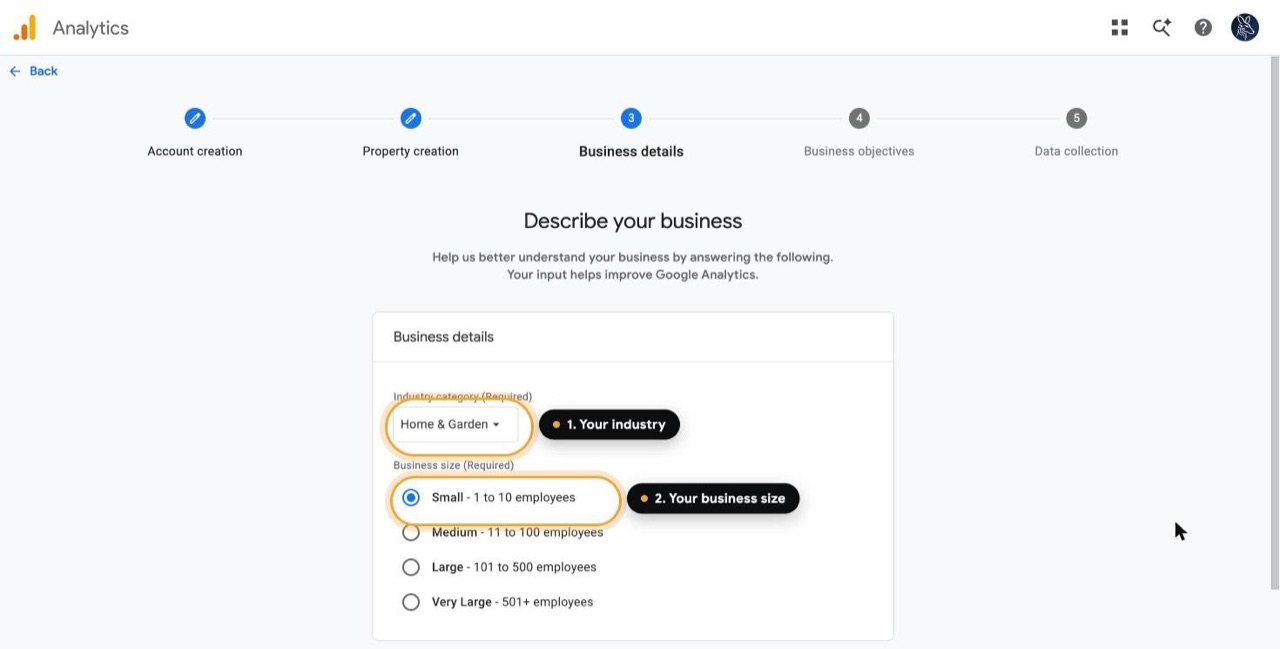 Analytics
?
Back
3
4
5
Account creation
Property creation
Business details
Business objectives
Data collection
Describe your business
Help us better understand your business by answering the following.
Your input helps improve Google Analytics.
Business details
Industry category (Required)
Home & Garden
1. Your industry
Business size (Required)
Small - 1 to 10 employees
2. Your business size
Medium - 11 to 100 employees
Large - 101 to 500 employees
Very Large - 501+ employees